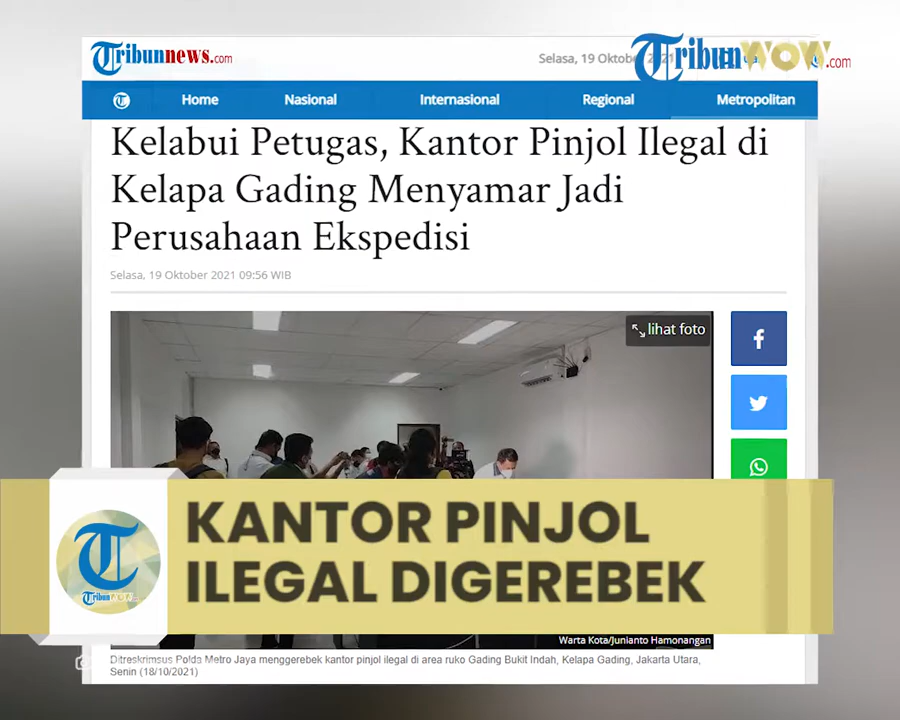 Tribunnews.com
Selasa, 19 Oktober 2021
TribunWOW.com
Home Nasional Internasional Regional Metropolitan
Kelabui Petugas, Kantor Pinjol Ilegal di
Kelapa Gading Menyamar Jadi
Perusahaan Ekspedisi
Selasa, 19 Oktober 2021 09:56 WIB
lihat foto
KANTOR PINJOL
ILEGAL DIGEREBEK
TribunWOW
Warta Kota/Junianto Hamonangan
Ditreskrimsus Polda Metro Jaya menggerebek kantor pinjol ilegal di area ruko Gading Bukit Indah, Kelapa Gading, Jakarta Utara,
Senin (18/10/2021)